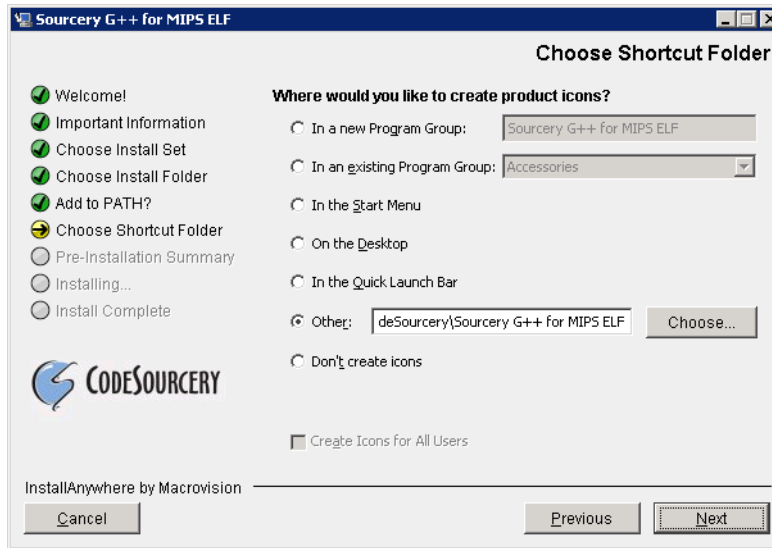 Sourcery G++ for MIPS ELF
Choose Shortcut Folder
Welcome!
Important Information
Choose Install Set
Choose Install Folder
Add to PATH?
Choose Shortcut Folder
Pre-Installation Summary
Installing...
Install Complete
CODESOURCERY
Where would you like to create product icons?
In a new Program Group: Sourcery G++ for MIPS ELF
In an existing Program Group: Accessories
In the Start Menu
On the Desktop
In the Quick Launch Bar
Other: deSourcery\Sourcery G++ for MIPS ELF Choose...
Don't create icons
Create Icons for All Users
InstallAnywhere by Macrovision
Cancel Previous Next